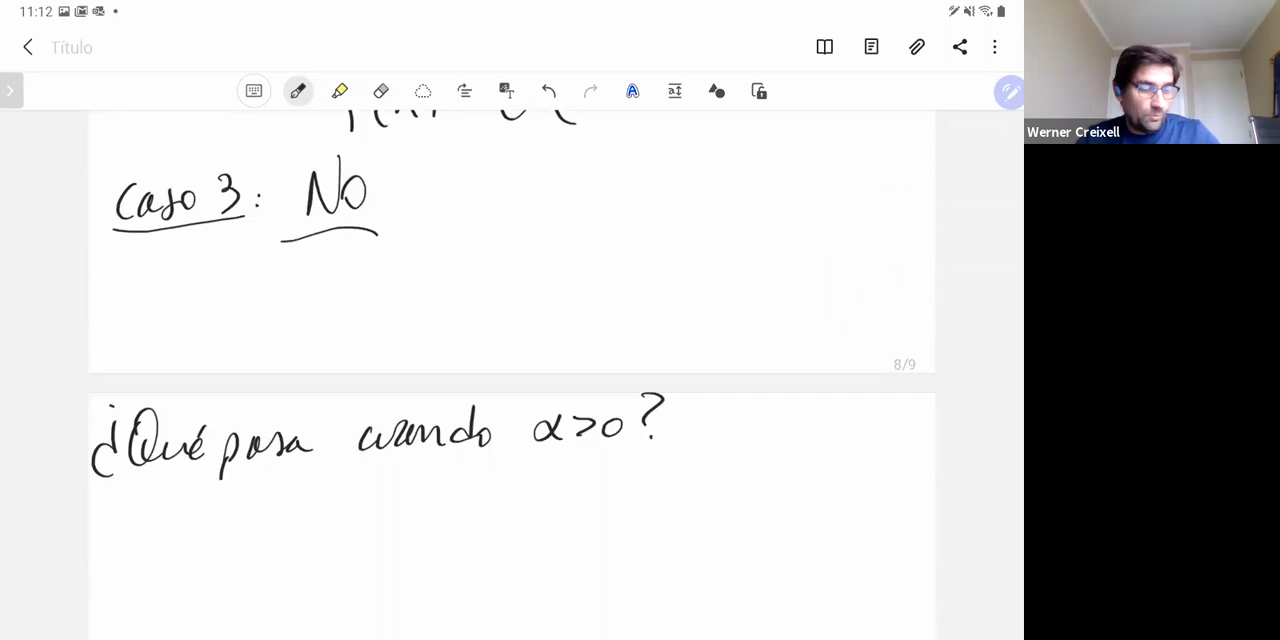 11:12
Título
Werner Creixell
Caso 3: No
8/9
¿Qué pasa cuando α>0?